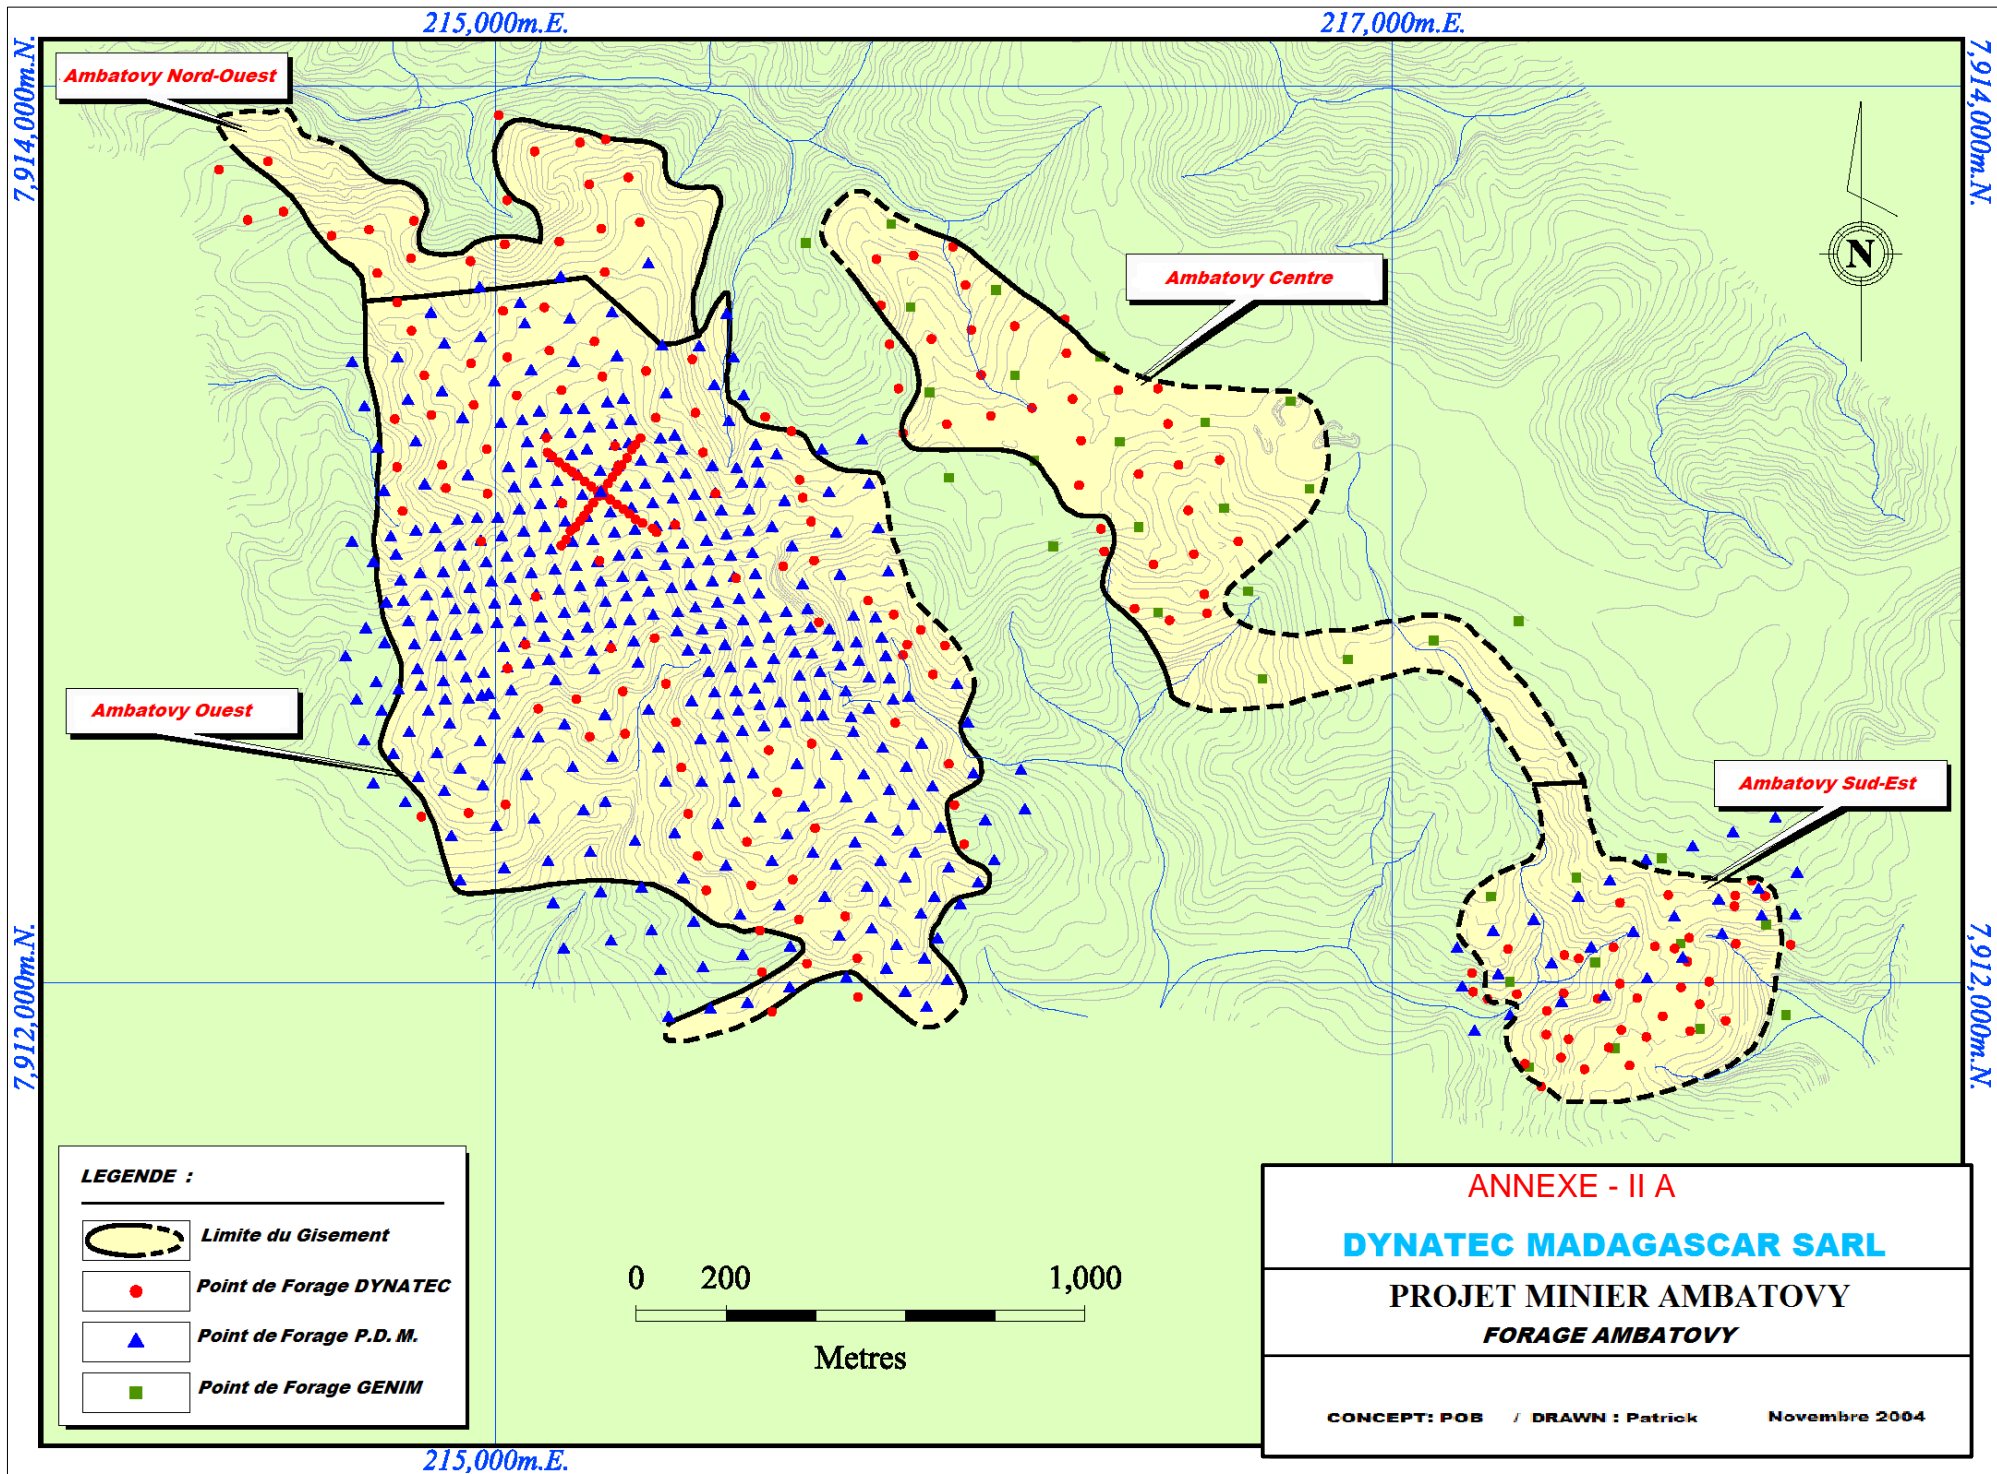 215,000m.E.
217,000m.E.
7,914,000m.N.
7,914,000m.N.
Ambatovy Nord-Ouest
Ambatovy Centre
N
Ambatovy Ouest
Ambatovy Sud-Est
7,912,000m.N.
7,912,000m.N.
LEGENDE :
Limite du Gisement
Point de Forage DYNATEC
Point de Forage P.D.M.
Point de Forage GENIM
0 200 1,000
Metres
ANNEXE - II A
DYNATEC MADAGASCAR SARL
PROJET MINIER AMBATOVY
FORAGE AMBATOVY
CONCEPT: POB / DRAWN : Patrick Novembre 2004
215,000m.E.